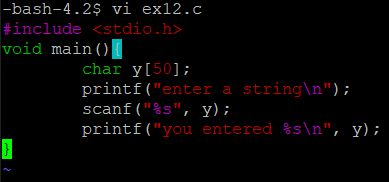 -bash-4.2$ vi ex12.c
#include <stdio.h>
void main(){
        char y[50];
        printf("enter a string\n");
        scanf("%s", y);
        printf("you entered %s\n", y);
}
~